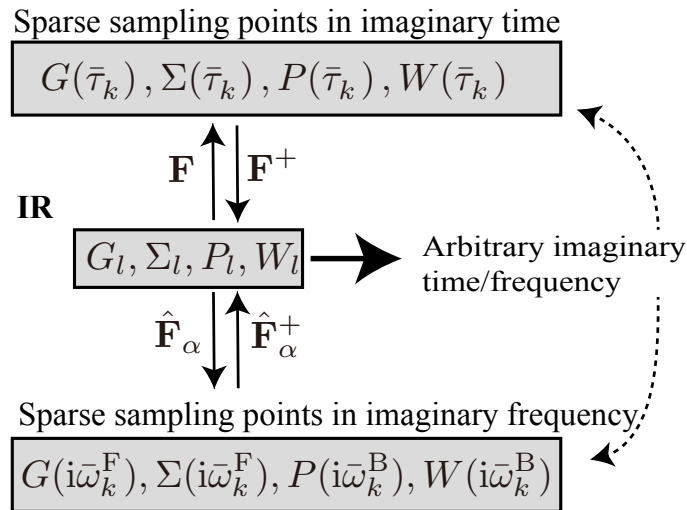 Sparse sampling points in imaginary time
G(τ̄_k) , Σ(τ̄_k) , P(τ̄_k) , W(τ̄_k)
F F⁺
IR
G_l, Σ_l, P_l, W_l
Arbitrary imaginary
time/frequency
F̂_α F̂_α⁺
Sparse sampling points in imaginary frequency
G(iω̄_k^F), Σ(iω̄_k^F), P(iω̄_k^B), W(iω̄_k^B)